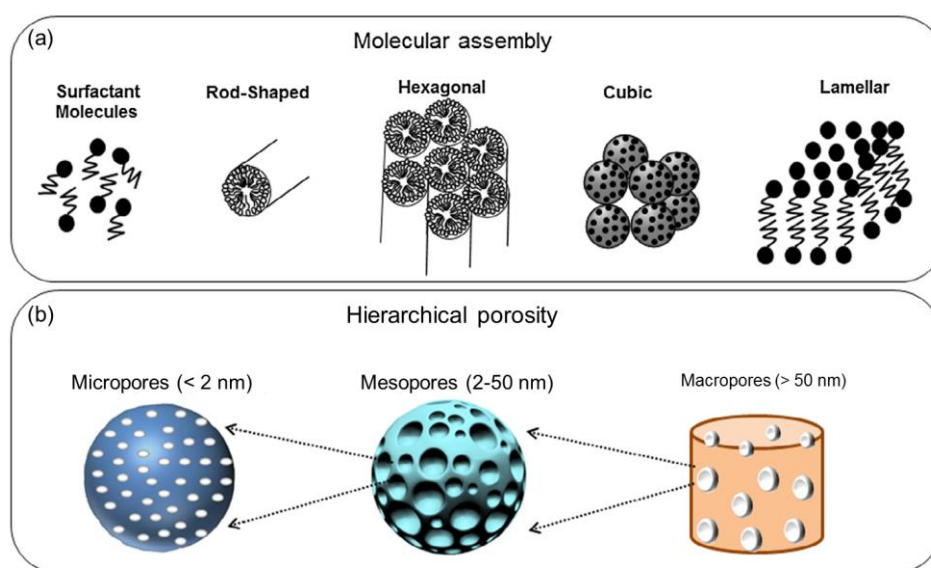 (a)
Molecular assembly
Surfactant
Molecules
Rod-Shaped
Hexagonal
Cubic
Lamellar
(b)
Hierarchical porosity
Micropores (< 2 nm)
Mesopores (2-50 nm)
Macropores (> 50 nm)